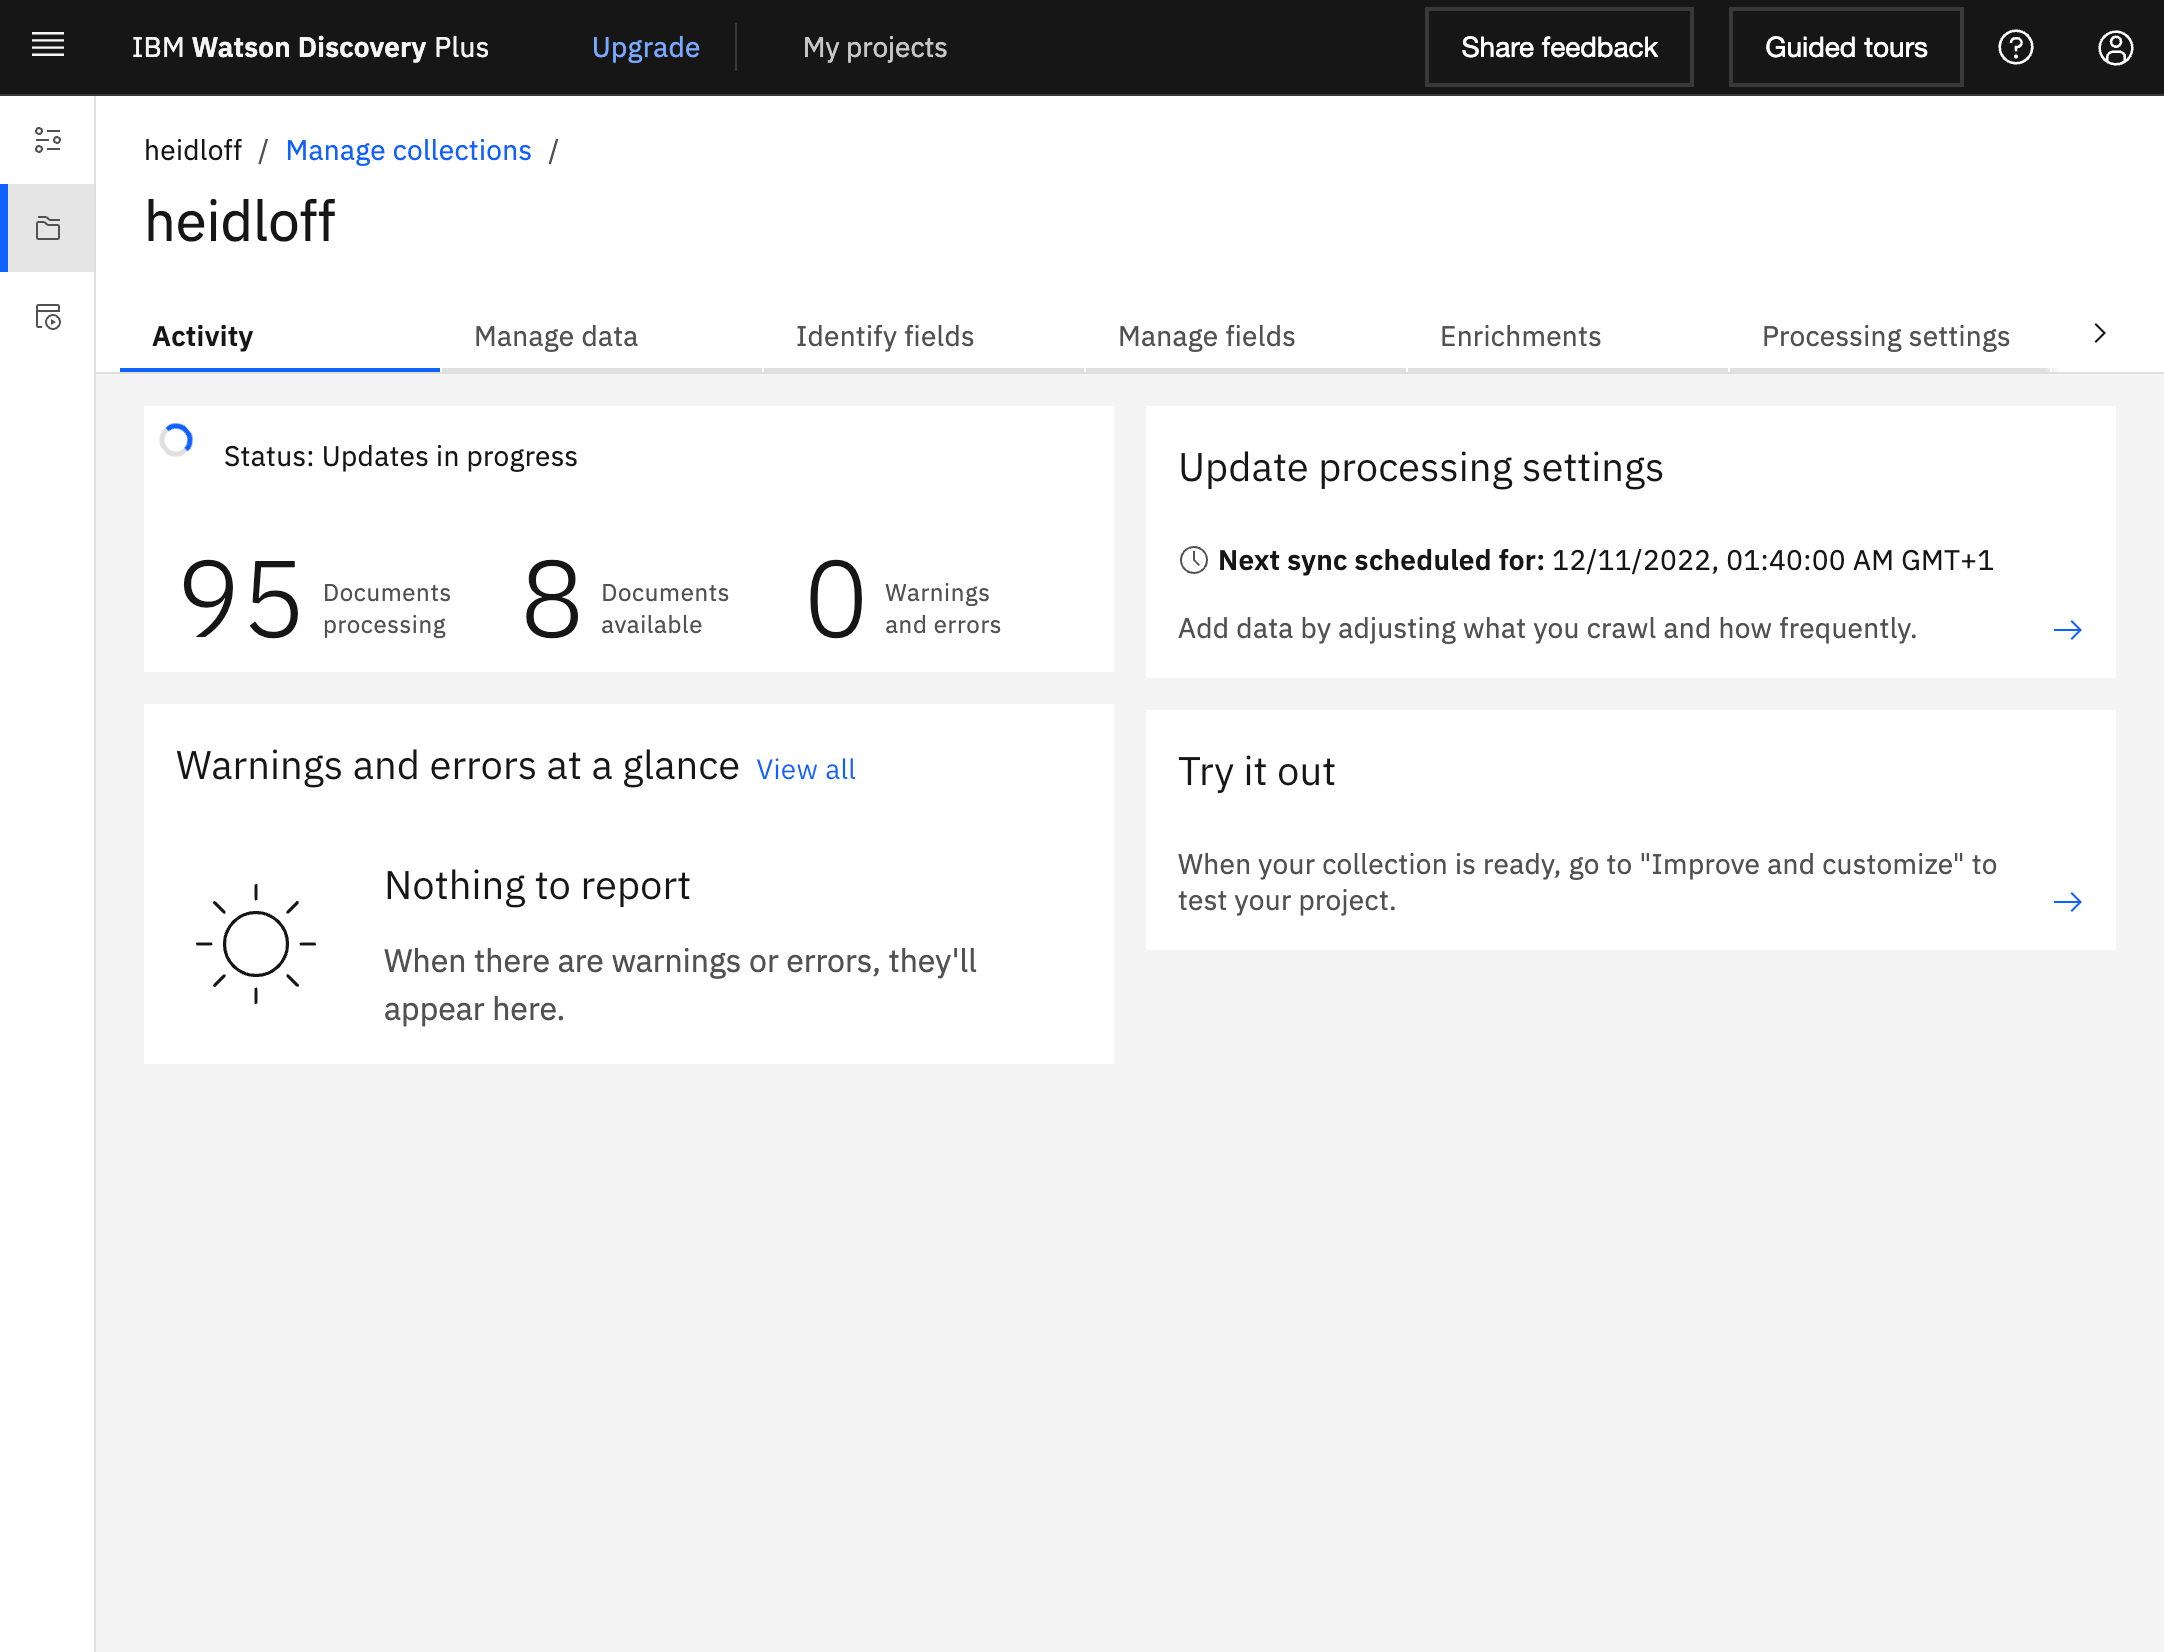 IBM Watson Discovery Plus
Upgrade
My projects
Share feedback
Guided tours
heidloff / Manage collections /
heidloff
Activity
Manage data
Identify fields
Manage fields
Enrichments
Processing settings
Status: Updates in progress
95 Documents
processing
8 Documents
available
0 Warnings
and errors
Update processing settings
Next sync scheduled for: 12/11/2022, 01:40:00 AM GMT+1
Add data by adjusting what you crawl and how frequently.
Warnings and errors at a glance View all
Nothing to report
When there are warnings or errors, they'll
appear here.
Try it out
When your collection is ready, go to "Improve and customize" to
test your project.